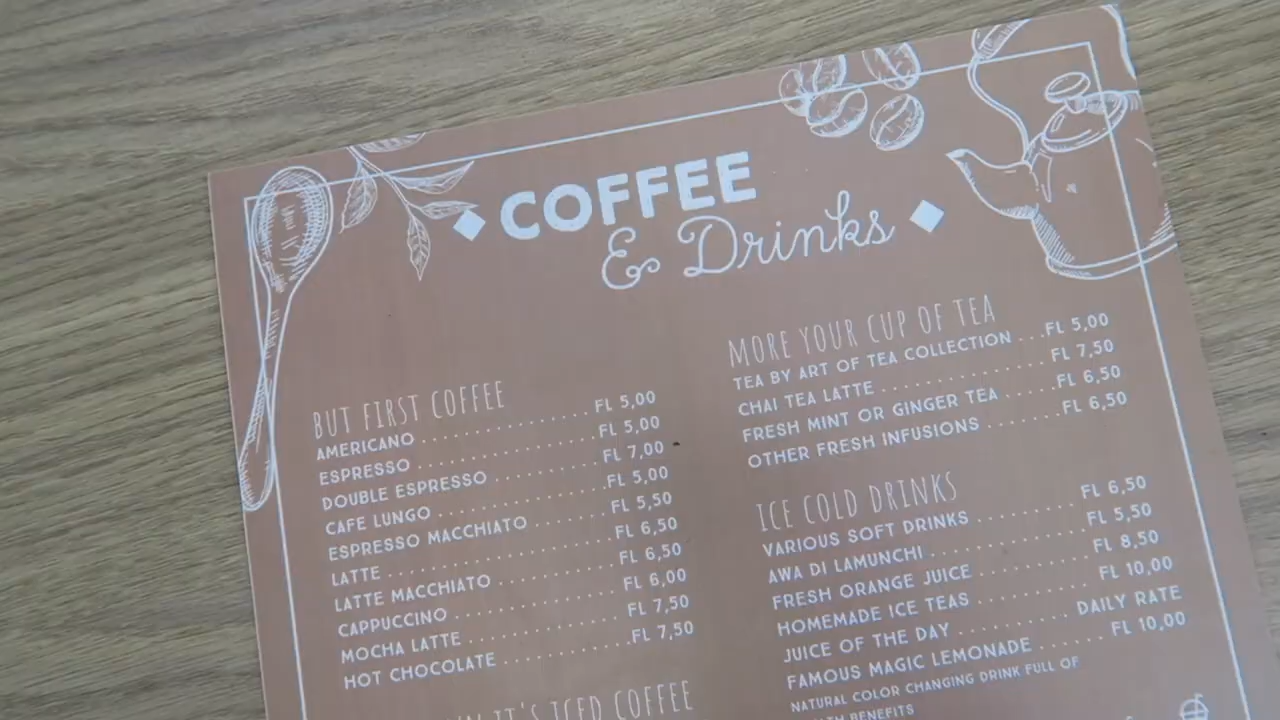 COFFEE
& Drinks
BUT FIRST COFFEE
AMERICANO . . . . . . . . . . . . . . . . . . . FL 5,00
ESPRESSO . . . . . . . . . . . . . . . . . . . . FL 5,00
DOUBLE ESPRESSO . . . . . . . . . . . . FL 7,00
CAFE LUNGO . . . . . . . . . . . . . . . . . . FL 5,00
ESPRESSO MACCHIATO . . . . . . . . FL 5,50
LATTE . . . . . . . . . . . . . . . . . . . . . . . . FL 6,50
LATTE MACCHIATO . . . . . . . . . . . . FL 6,50
CAPPUCCINO . . . . . . . . . . . . . . . . . . FL 6,00
MOCHA LATTE . . . . . . . . . . . . . . . . . FL 7,50
HOT CHOCOLATE . . . . . . . . . . . . . . FL 7,50
IT'S ICED COFFEE
MORE YOUR CUP OF TEA
TEA BY ART OF TEA COLLECTION . . . FL 5,00
CHAI TEA LATTE . . . . . . . . . . . . . . . . . . FL 7,50
FRESH MINT OR GINGER TEA . . . . . . FL 6,50
OTHER FRESH INFUSIONS . . . . . . . . . FL 6,50
ICE COLD DRINKS
VARIOUS SOFT DRINKS . . . . . . . . . . . . FL 6,50
AWA DI LAMUNCHI . . . . . . . . . . . . . . . . FL 5,50
FRESH ORANGE JUICE . . . . . . . . . . . . FL 8,50
HOMEMADE ICE TEAS . . . . . . . . . . . . . FL 10,00
JUICE OF THE DAY . . . . . . . . . . . . DAILY RATE
FAMOUS MAGIC LEMONADE . . . . . . . FL 10,00
NATURAL COLOR CHANGING DRINK FULL OF
BENEFITS